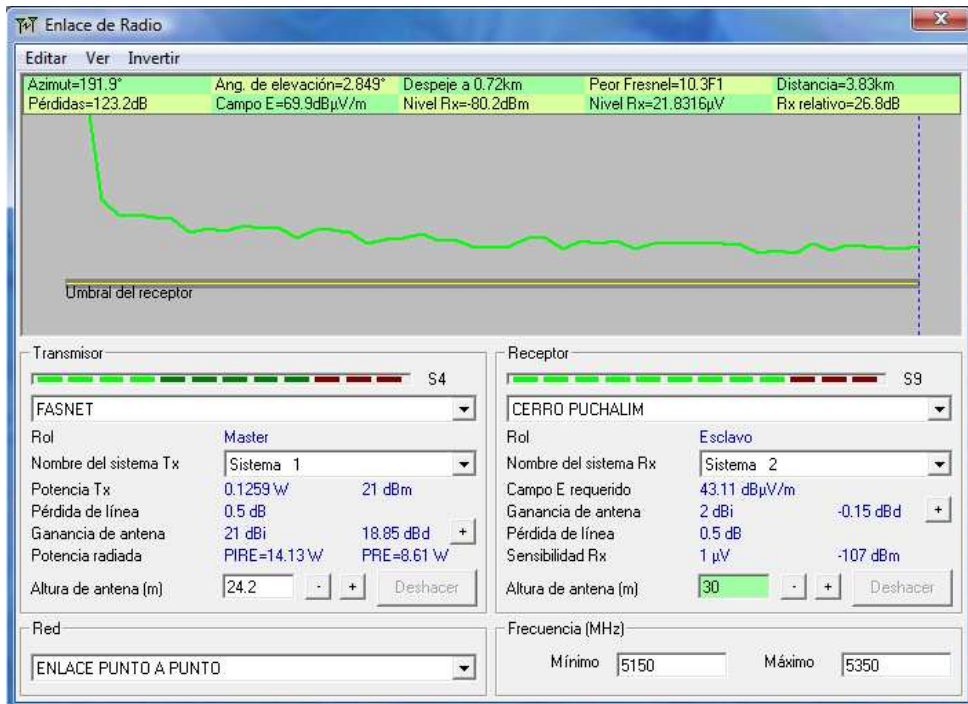 Enlace de Radio
Editar Ver Invertir
Azimut=191.9° Ang. de elevación=2.849° Despeje a 0.72km Peor Fresnel=10.3F1 Distancia=3.83km
Pérdidas=123.2dB Campo E=69.9dBµV/m Nivel Rx=-80.2dBm Nivel Rx=21.8316µV Rx relativo=26.8dB
Umbral del receptor
Transmisor
S4
FASNET
Rol Master
Nombre del sistema Tx Sistema 1
Potencia Tx 0.1259 W 21 dBm
Pérdida de línea 0.5 dB
Ganancia de antena 21 dBi 18.85 dBd +
Potencia radiada PIRE=14.13 W PRE=8.61 W
Altura de antena (m) 24.2 - + Deshacer
Receptor
S9
CERRO PUCHALIM
Rol Esclavo
Nombre del sistema Rx Sistema 2
Campo E requerido 43.11 dBµV/m
Ganancia de antena 2 dBi -0.15 dBd +
Pérdida de línea 0.5 dB
Sensibilidad Rx 1 µV -107 dBm
Altura de antena (m) 30 - + Deshacer
Red
ENLACE PUNTO A PUNTO
Frecuencia (MHz)
Mínimo 5150 Máximo 5350